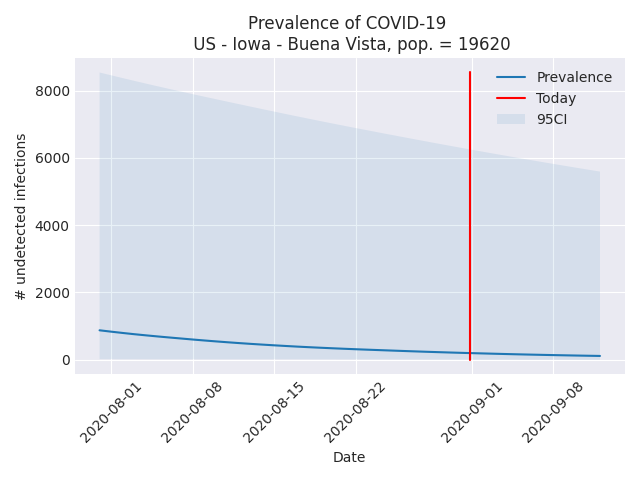 Prevalence of COVID-19
US - Iowa - Buena Vista, pop. = 19620
Prevalence
Today
95CI
# undetected infections
8000
6000
4000
2000
0
2020-08-01
2020-08-08
2020-08-15
2020-08-22
2020-09-01
2020-09-08
Date